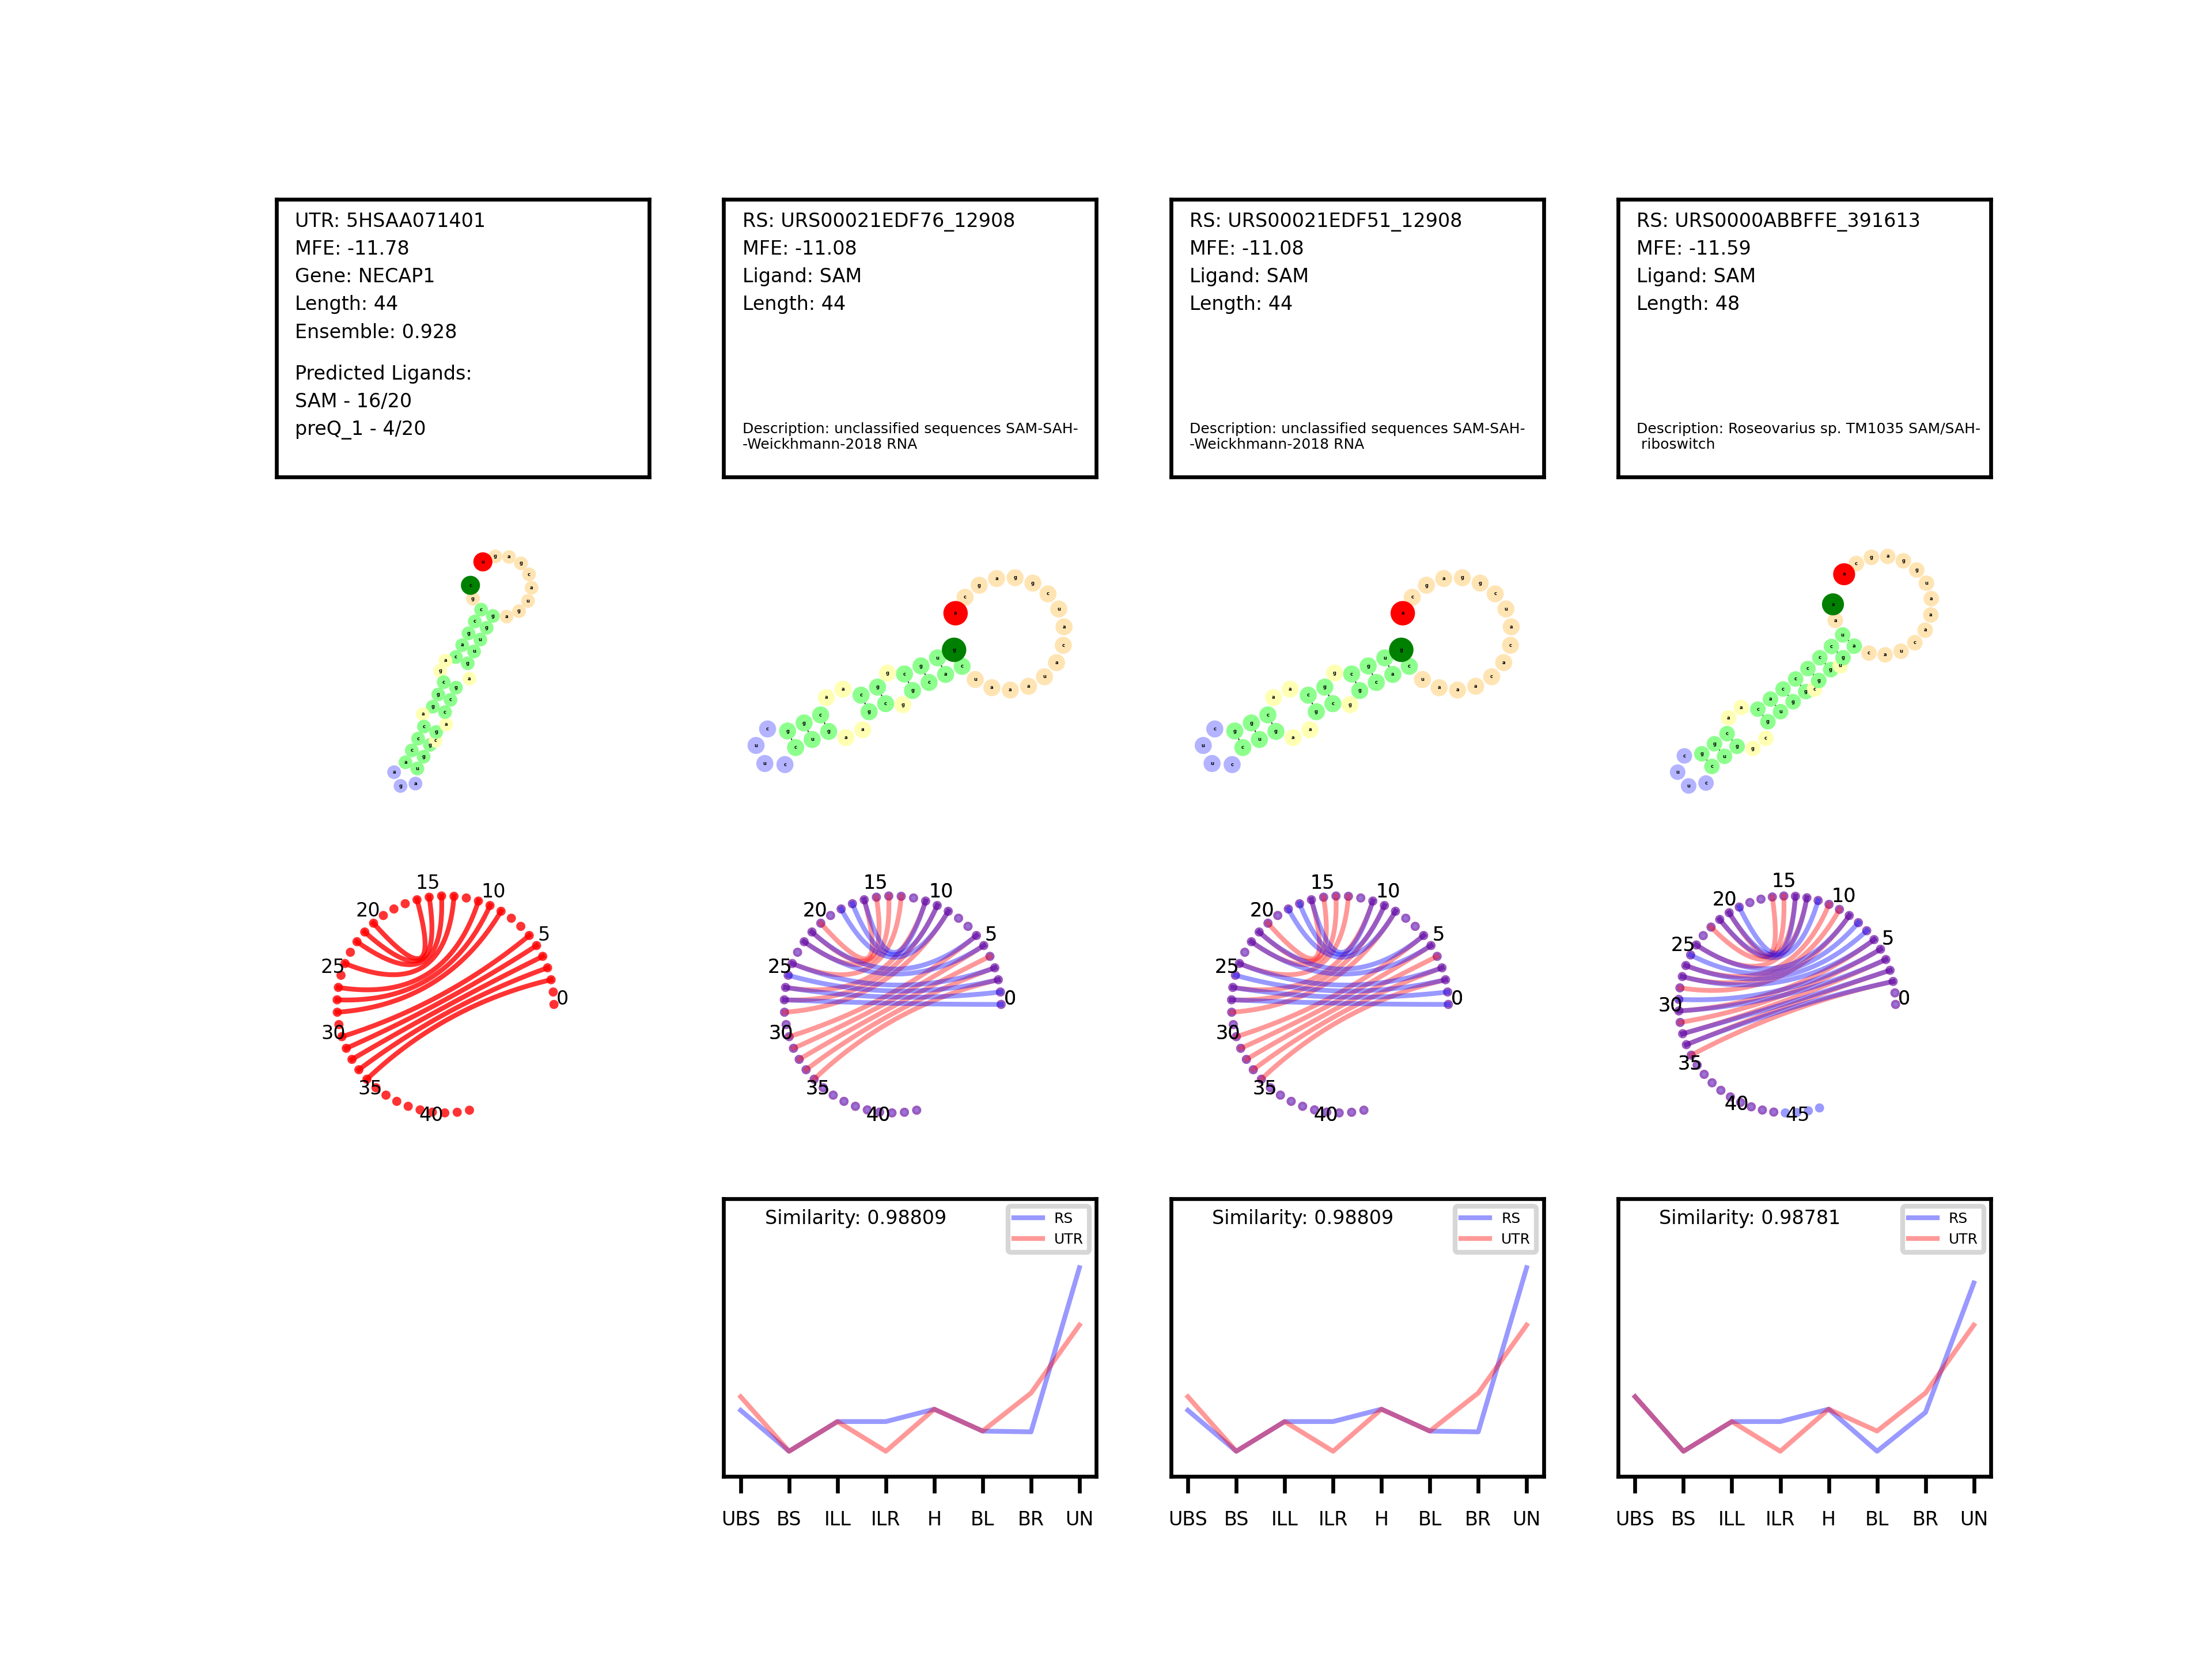 UTR: 5HSAA071401
MFE: -11.78
Gene: NECAP1
Length: 44
Ensemble: 0.928
Predicted Ligands:
SAM - 16/20
preQ_1 - 4/20
RS: URS00021EDF76_12908
MFE: -11.08
Ligand: SAM
Length: 44
Description: unclassified sequences SAM-SAH-
-Weickhmann-2018 RNA
RS: URS00021EDF51_12908
MFE: -11.08
Ligand: SAM
Length: 44
Description: unclassified sequences SAM-SAH-
-Weickhmann-2018 RNA
RS: URS0000ABBFFE_391613
MFE: -11.59
Ligand: SAM
Length: 48
Description: Roseovarius sp. TM1035 SAM/SAH-
riboswitch
0
5
10
15
20
25
30
35
40
0
5
10
15
20
25
30
35
40
0
5
10
15
20
25
30
35
40
0
5
10
15
20
25
30
35
40
45
Similarity: 0.98809
RS
UTR
UBS BS ILL ILR H BL BR UN
Similarity: 0.98809
RS
UTR
UBS BS ILL ILR H BL BR UN
Similarity: 0.98781
RS
UTR
UBS BS ILL ILR H BL BR UN